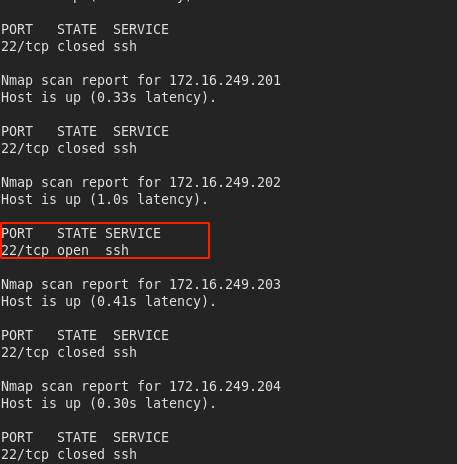 PORT   STATE  SERVICE
22/tcp closed ssh
Nmap scan report for 172.16.249.201
Host is up (0.33s latency).
PORT   STATE  SERVICE
22/tcp closed ssh
Nmap scan report for 172.16.249.202
Host is up (1.0s latency).
PORT   STATE SERVICE
22/tcp open  ssh
Nmap scan report for 172.16.249.203
Host is up (0.41s latency).
PORT   STATE  SERVICE
22/tcp closed ssh
Nmap scan report for 172.16.249.204
Host is up (0.30s latency).
PORT   STATE  SERVICE
22/tcp closed ssh